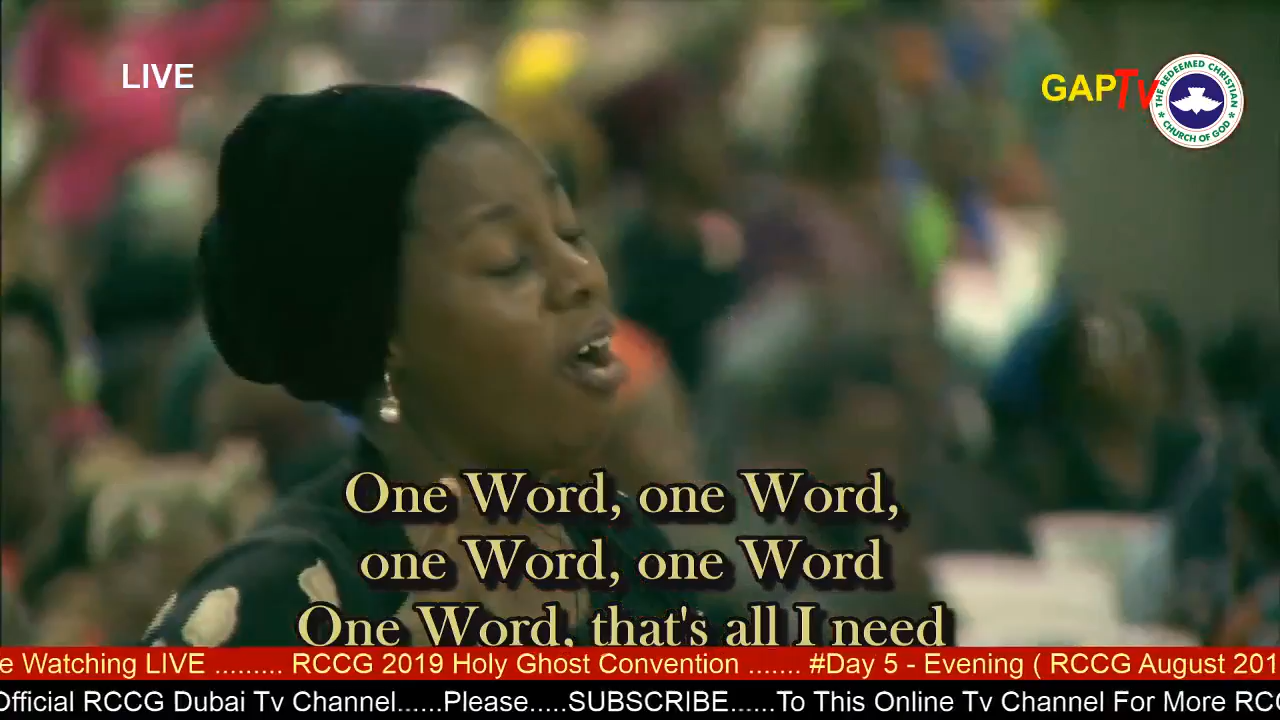 LIVE
GAPTv
THE REDEEMED CHRISTIAN
CHURCH OF GOD
One Word, one Word,
one Word, one Word
One Word, that's all I need
e Watching LIVE ......... RCCG 2019 Holy Ghost Convention ....... #Day 5 - Evening ( RCCG August 201
Official RCCG Dubai Tv Channel......Please.....SUBSCRIBE......To This Online Tv Channel For More RCC